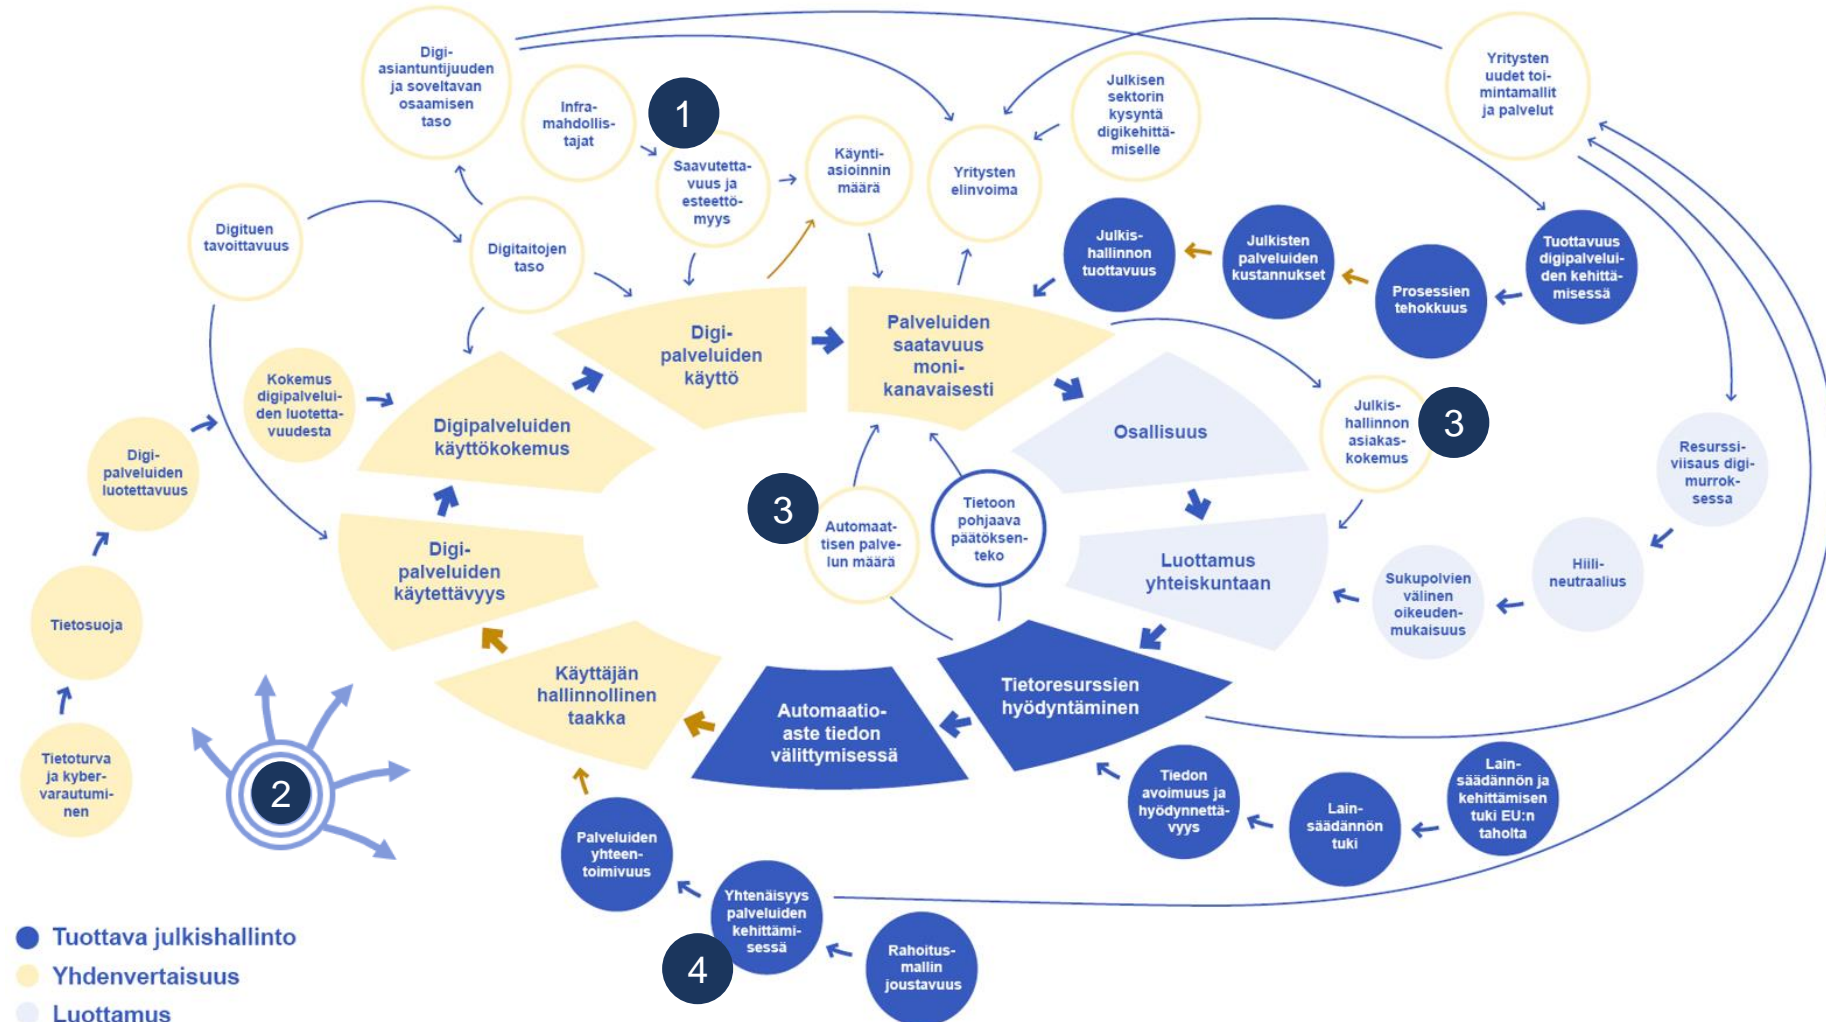 Digi-
asiantuntijuuden
ja soveltavan
osaamisen
taso
Infra-
mahdollis-
tajat
1
Saavutetta-
vuus ja
esteettö-
myys
Käynti-
asioinnin
määrä
Yritysten
elinvoima
Julkisen
sektorin
kysyntä
digikehittä-
miselle
Yritysten
uudet toi-
mintamallit
ja palvelut
Digituen
tavoittavuus
Digitaitojen
taso
Julkis-
hallinnon
tuottavuus
Julkisten
palveluiden
kustannukset
Prosessien
tehokkuus
Tuottavuus
digipalvelui-
den kehittä-
misessä
Digi-
palveluiden
käyttö
Palveluiden
saatavuus
moni-
kanavaisesti
Kokemus
digipalvelui-
den luotetta-
vuudesta
Digipalveluiden
käyttökokemus
Osallisuus
Julkis-
hallinnon
asiakas-
kokemus
3
Digi-
palveluiden
luotettavuus
Resurssi-
viisaus digi-
murrok-
sessa
3
Automaat-
tisen palve-
lun määrä
Tietoon
pohjaava
päätöksen-
teko
Digi-
palveluiden
käytettävyys
Luottamus
yhteiskuntaan
Sukupolvien
välinen
oikeuden-
mukaisuus
Hiili-
neutraalius
Tietosuoja
Käyttäjän
hallinnollinen
taakka
Automaatio-
aste tiedon
välittymisessä
Tietoresurssien
hyödyntäminen
Tietoturva
ja kyber-
varautumi-
nen
2
Tiedon
avoimuus ja
hyödynnettä-
vyys
Lain-
säädännön
tuki
Lain-
säädännön ja
kehittämisen
tuki EU:n
taholta
Palveluiden
yhteen-
toimivuus
Yhtenäisyys
palveluiden
kehittämi-
sessä
4
Rahoitus-
mallin
joustavuus
Tuottava julkishallinto
Yhdenvertaisuus
Luottamus